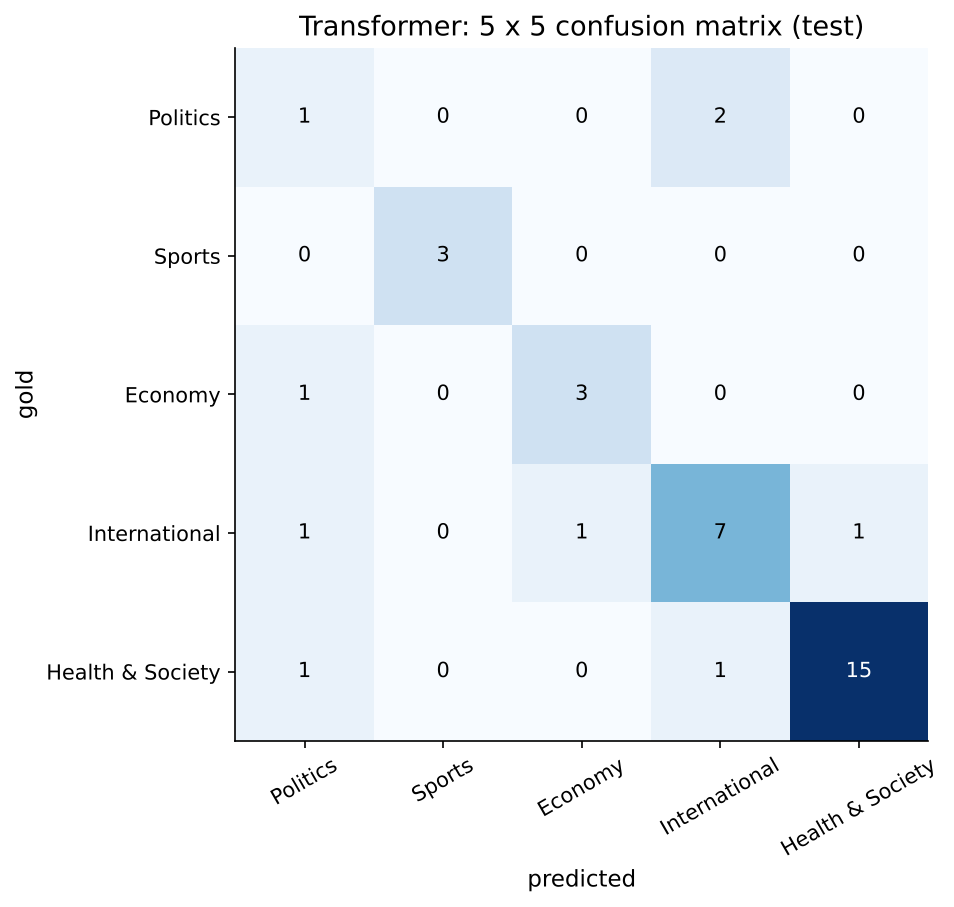 Transformer: 5 x 5 confusion matrix (test)
Politics 1 0 0 2 0
Sports 0 3 0 0 0
Economy 1 0 3 0 0
gold
International 1 0 1 7 1
Health & Society 1 0 0 1 15
Politics Sports Economy International Health & Society
predicted